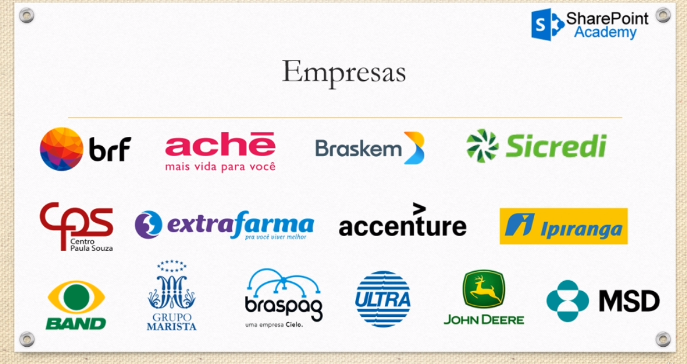 SharePoint
Academy
Empresas
brf
achē
mais vida para você
Braskem
Sicredi
cps
Centro
Paula Souza
extrafarma
pra você viver melhor
accenture
Ipiranga
BAND
GRUPO
MARISTA
braspag
uma empresa Cielo.
ULTRA
JOHN DEERE
MSD